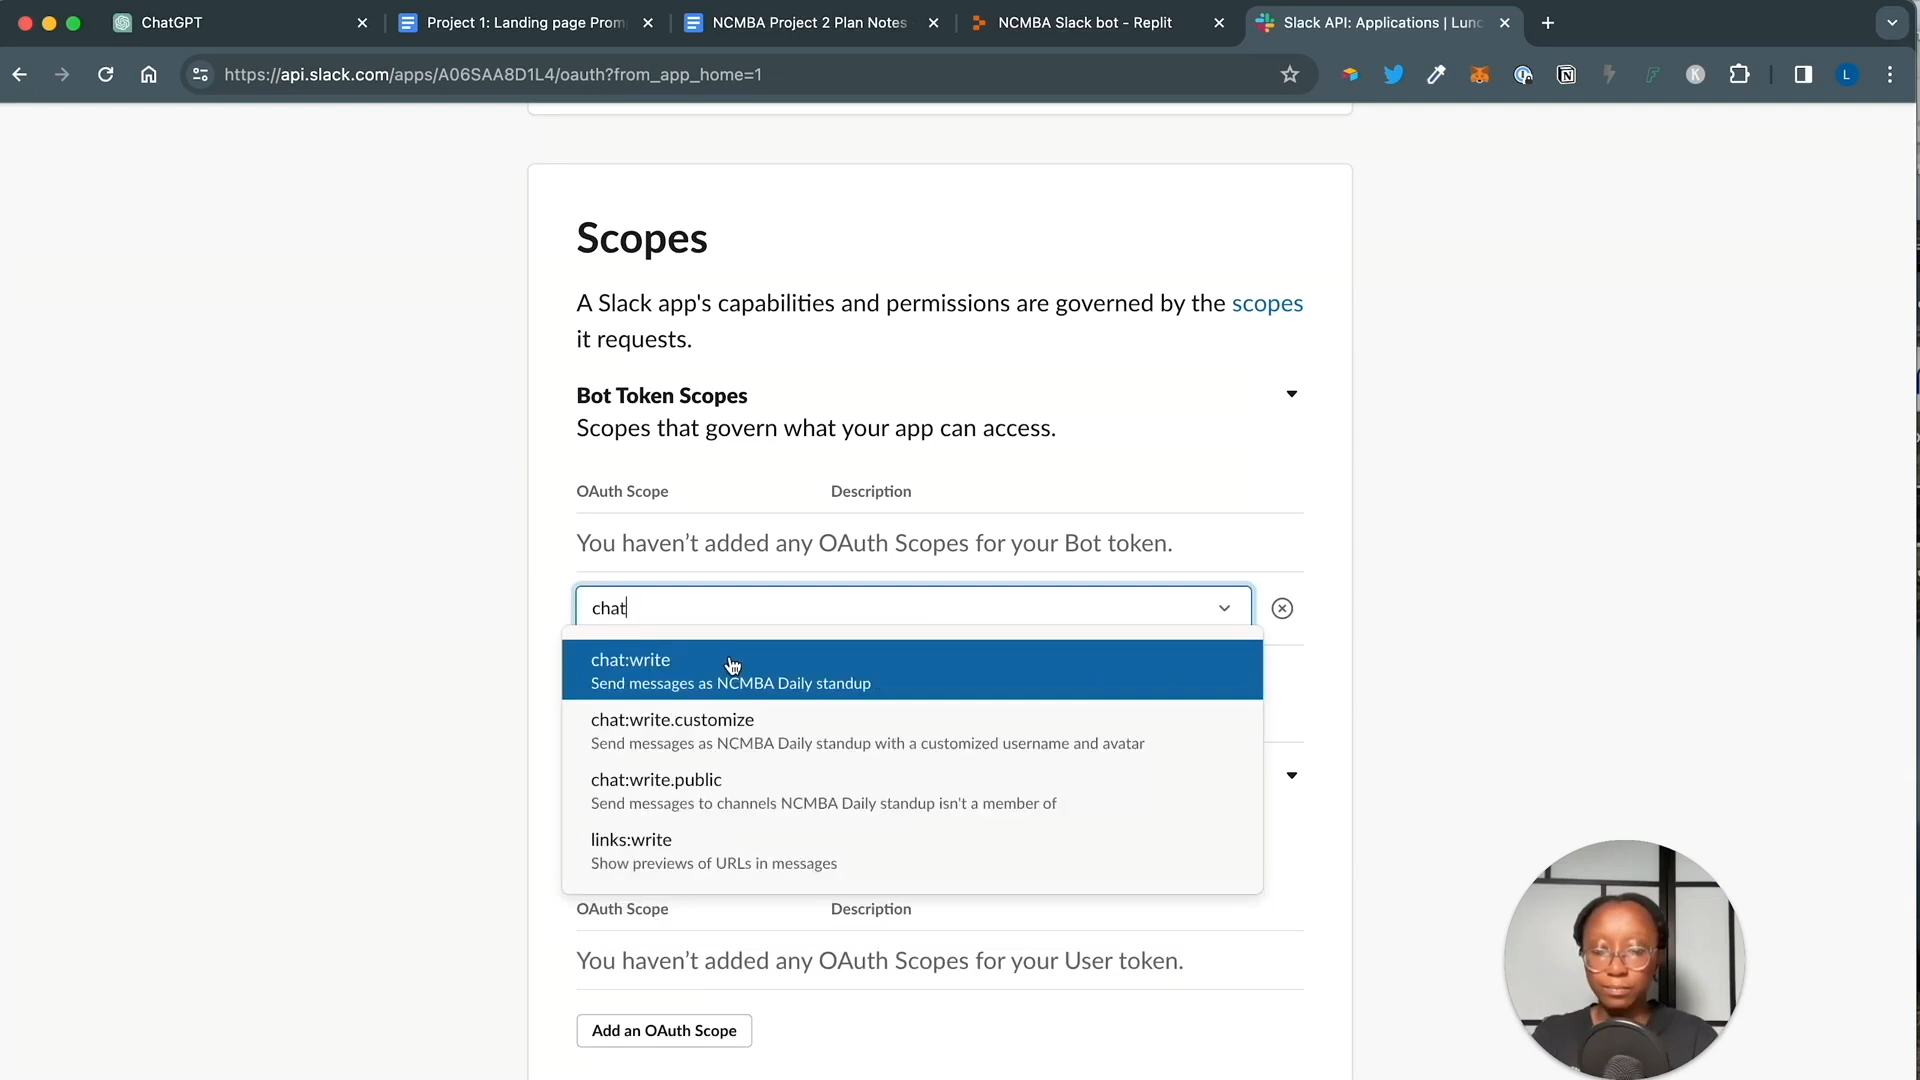 ChatGPT
Project 1: Landing page Prom
NCMBA Project 2 Plan Notes
NCMBA Slack bot - Replit
Slack API: Applications | Lunc
https://api.slack.com/apps/A06SAA8D1L4/oauth?from_app_home=1
K
L
Scopes
A Slack app's capabilities and permissions are governed by the scopes
it requests.
Bot Token Scopes
Scopes that govern what your app can access.
OAuth Scope Description
You haven’t added any OAuth Scopes for your Bot token.
chat
chat:write
Send messages as NCMBA Daily standup
chat:write.customize
Send messages as NCMBA Daily standup with a customized username and avatar
chat:write.public
Send messages to channels NCMBA Daily standup isn't a member of
links:write
Show previews of URLs in messages
OAuth Scope Description
You haven’t added any OAuth Scopes for your User token.
Add an OAuth Scope